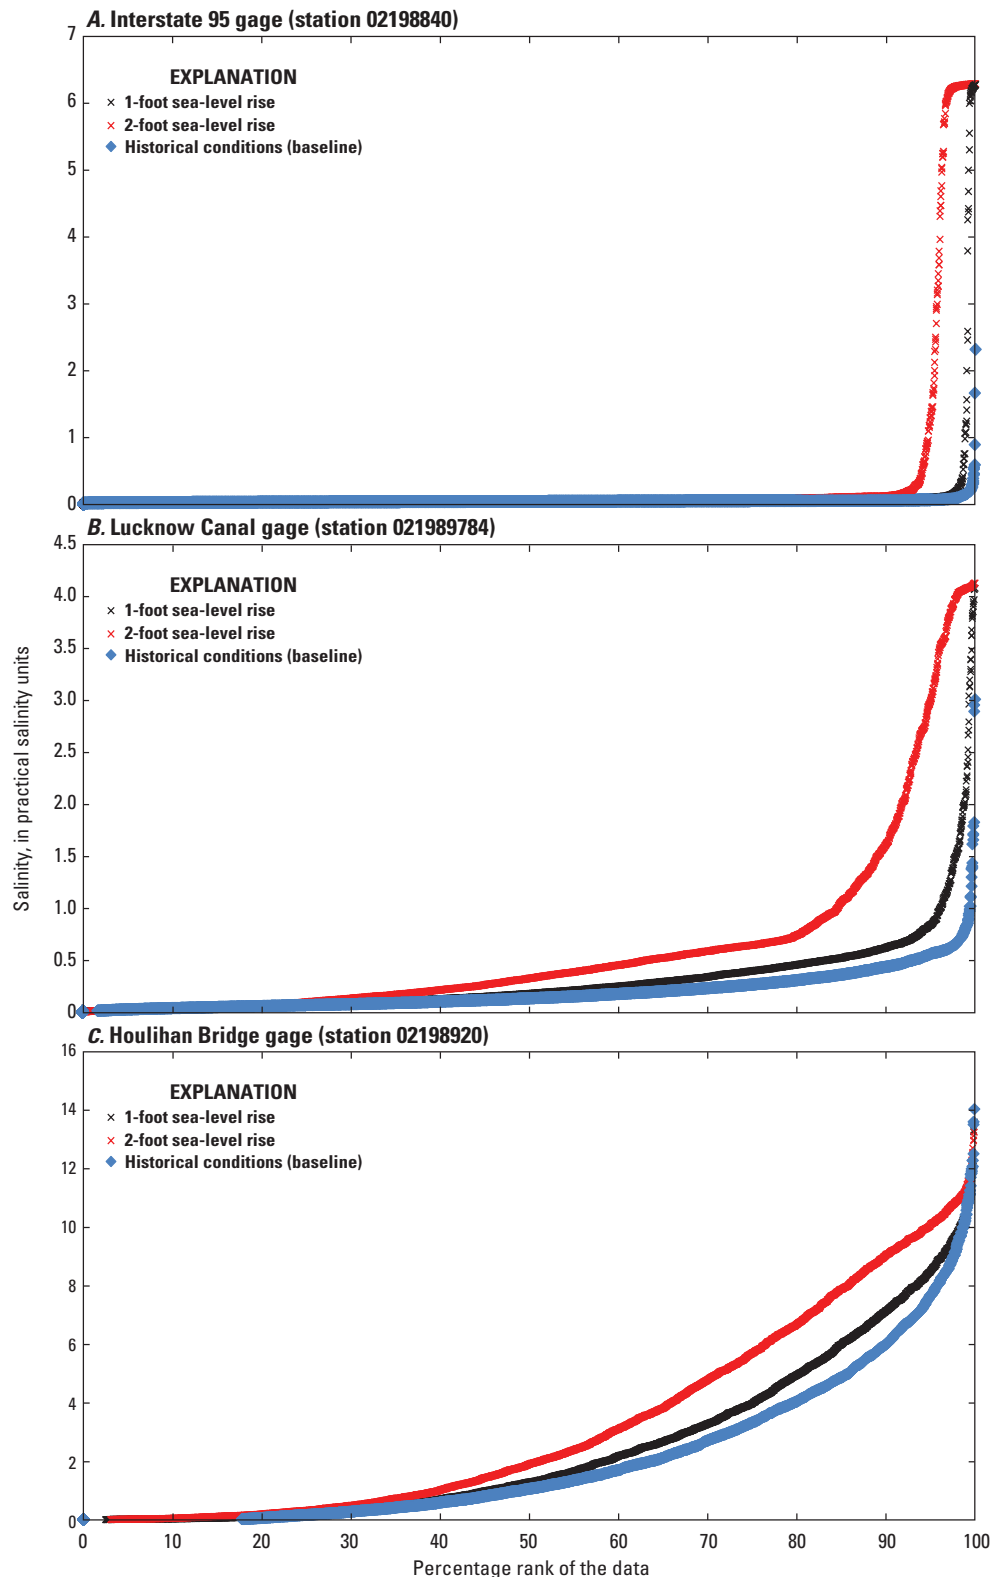 A. Interstate 95 gage (station 02198840)
7
6
5
4
3
2
1
0
EXPLANATION
1-foot sea-level rise
2-foot sea-level rise
Historical conditions (baseline)
B. Lucknow Canal gage (station 021989784)
4.5
4.0
3.5
3.0
2.5
2.0
1.5
1.0
0.5
0
EXPLANATION
1-foot sea-level rise
2-foot sea-level rise
Historical conditions (baseline)
Salinity, in practical salinity units
C. Houlihan Bridge gage (station 02198920)
16
14
12
10
8
6
4
2
0
EXPLANATION
1-foot sea-level rise
2-foot sea-level rise
Historical conditions (baseline)
0 10 20 30 40 50 60 70 80 90 100
Percentage rank of the data